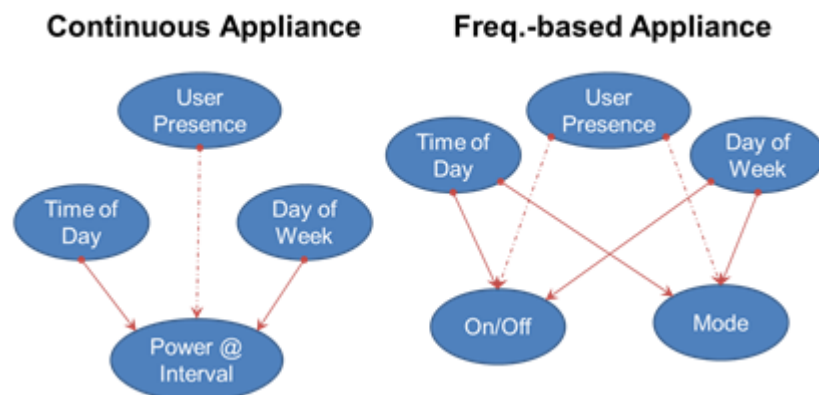 Continuous Appliance
User
Presence
Time of
Day
Day of
Week
Power @
Interval
Freq.-based Appliance
User
Presence
Time of
Day
Day of
Week
On/Off
Mode